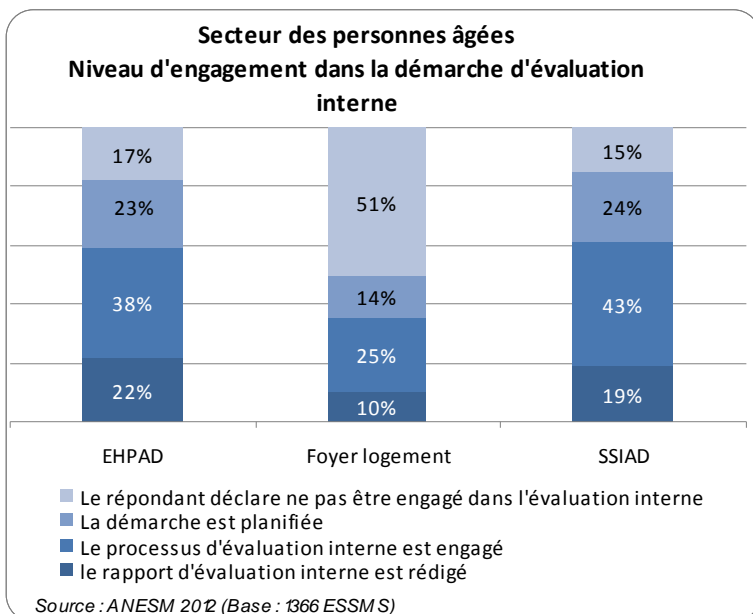 Secteur des personnes âgées
Niveau d'engagement dans la démarche d'évaluation
interne
17% 51% 15%
23% 14% 24%
38% 25% 43%
22% 10% 19%
EHPAD Foyer logement SSIAD
Le répondant déclare ne pas être engagé dans l'évaluation interne
La démarche est planifiée
Le processus d'évaluation interne est engagé
le rapport d'évaluation interne est rédigé
Source : ANESM 2012 (Base : 1366 ESSMS)